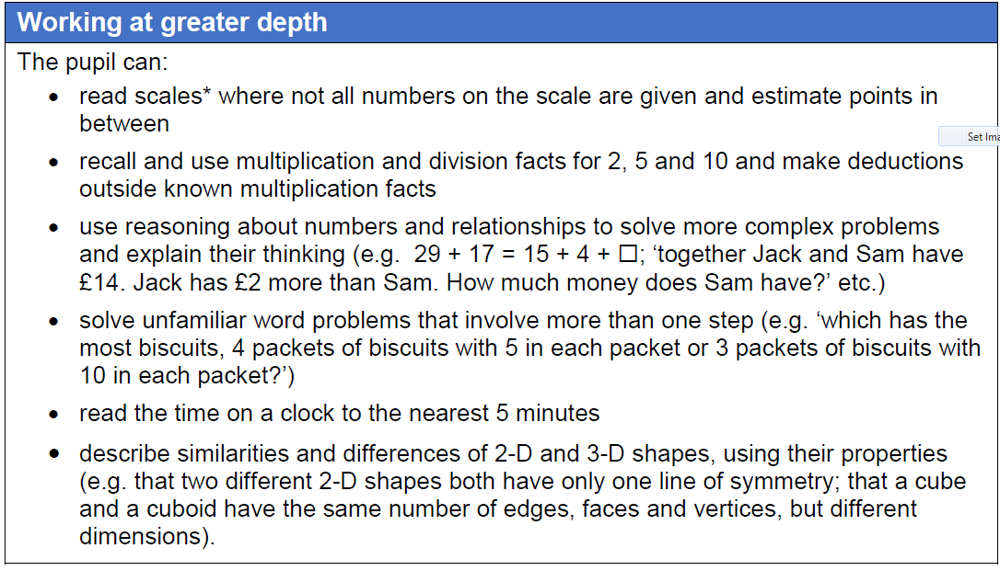 Working at greater depth
The pupil can:
• read scales* where not all numbers on the scale are given and estimate points in
between
Set Ima
• recall and use multiplication and division facts for 2, 5 and 10 and make deductions
outside known multiplication facts
• use reasoning about numbers and relationships to solve more complex problems
and explain their thinking (e.g.  29 + 17 = 15 + 4 + □; ‘together Jack and Sam have
£14. Jack has £2 more than Sam. How much money does Sam have?’ etc.)
• solve unfamiliar word problems that involve more than one step (e.g. ‘which has the
most biscuits, 4 packets of biscuits with 5 in each packet or 3 packets of biscuits with
10 in each packet?’)
• read the time on a clock to the nearest 5 minutes
• describe similarities and differences of 2-D and 3-D shapes, using their properties
(e.g. that two different 2-D shapes both have only one line of symmetry; that a cube
and a cuboid have the same number of edges, faces and vertices, but different
dimensions).